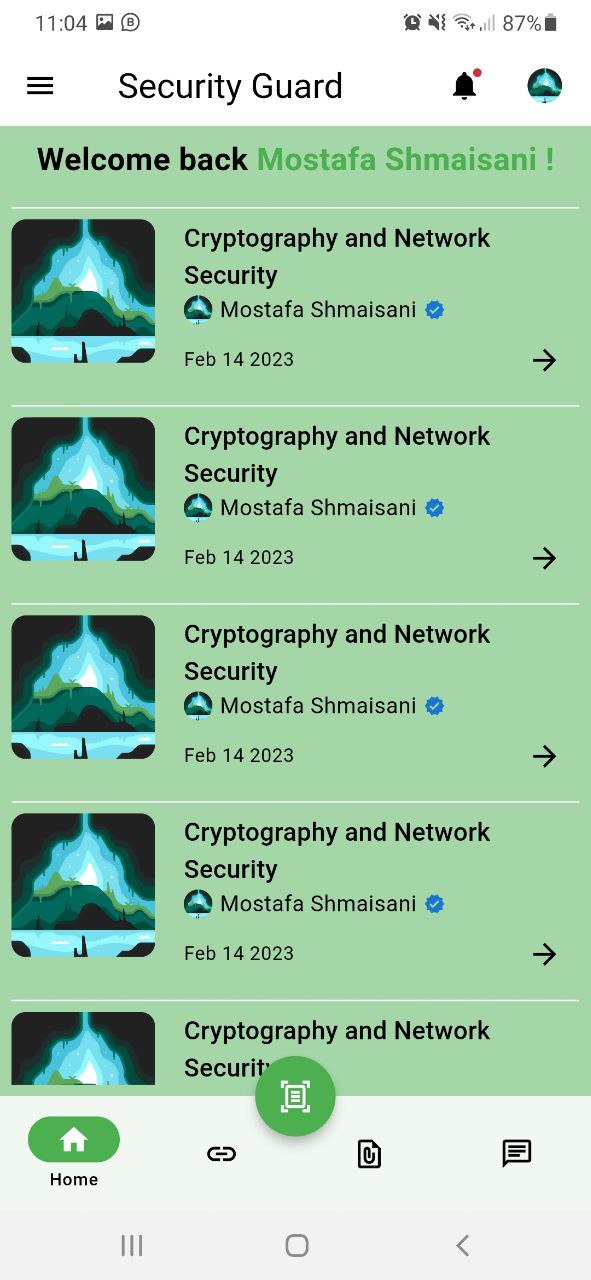 11:04
87%
Security Guard
Welcome back Mostafa Shmaisani !
Cryptography and Network
Security
Mostafa Shmaisani
Feb 14 2023
Cryptography and Network
Security
Mostafa Shmaisani
Feb 14 2023
Cryptography and Network
Security
Mostafa Shmaisani
Feb 14 2023
Cryptography and Network
Security
Mostafa Shmaisani
Feb 14 2023
Cryptography and Network
Security
Home